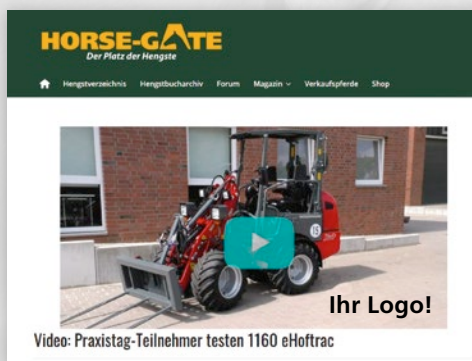 HORSE-GATE
Der Platz der Hengste
Hengstverzeichnis Hengstbucharchiv Forum Magazin Verkaufspferde Shop
15
Ihr Logo!
Video: Praxistag-Teilnehmer testen 1160 eHoftrac